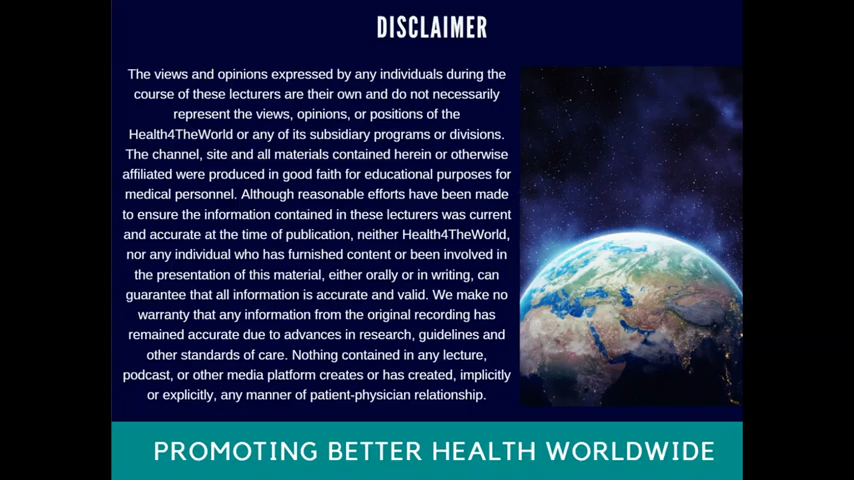 DISCLAIMER
The views and opinions expressed by any individuals during the
course of these lecturers are their own and do not necessarily
represent the views, opinions, or positions of the
Health4TheWorld or any of its subsidiary programs or divisions.
The channel, site and all materials contained herein or otherwise
affiliated were produced in good faith for educational purposes for
medical personnel. Although reasonable efforts have been made
to ensure the information contained in these lecturers was current
and accurate at the time of publication, neither Health4TheWorld,
nor any individual who has furnished content or been involved in
the presentation of this material, either orally or in writing, can
guarantee that all information is accurate and valid. We make no
warranty that any information from the original recording has
remained accurate due to advances in research, guidelines and
other standards of care. Nothing contained in any lecture,
podcast, or other media platform creates or has created, implicitly
or explicitly, any manner of patient-physician relationship.
PROMOTING BETTER HEALTH WORLDWIDE